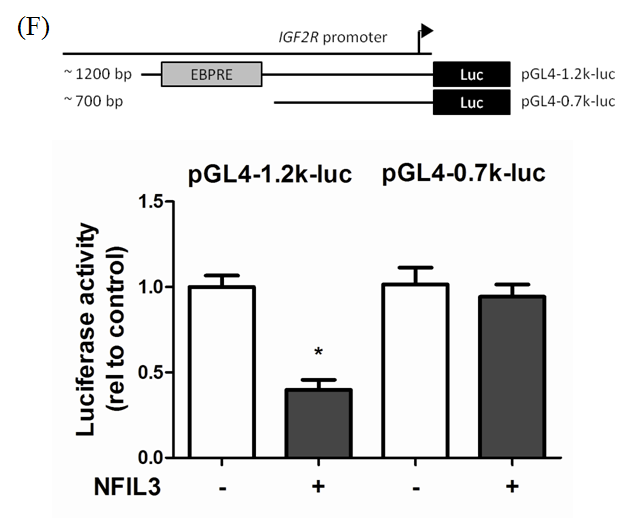 (F)
IGF2R promoter
~ 1200 bp EBPRE Luc pGL4-1.2k-luc
~ 700 bp Luc pGL4-0.7k-luc
pGL4-1.2k-luc pGL4-0.7k-luc
Luciferase activity
(rel to control)
1.5
1.0
0.5
0.0
*
NFIL3 - + - +